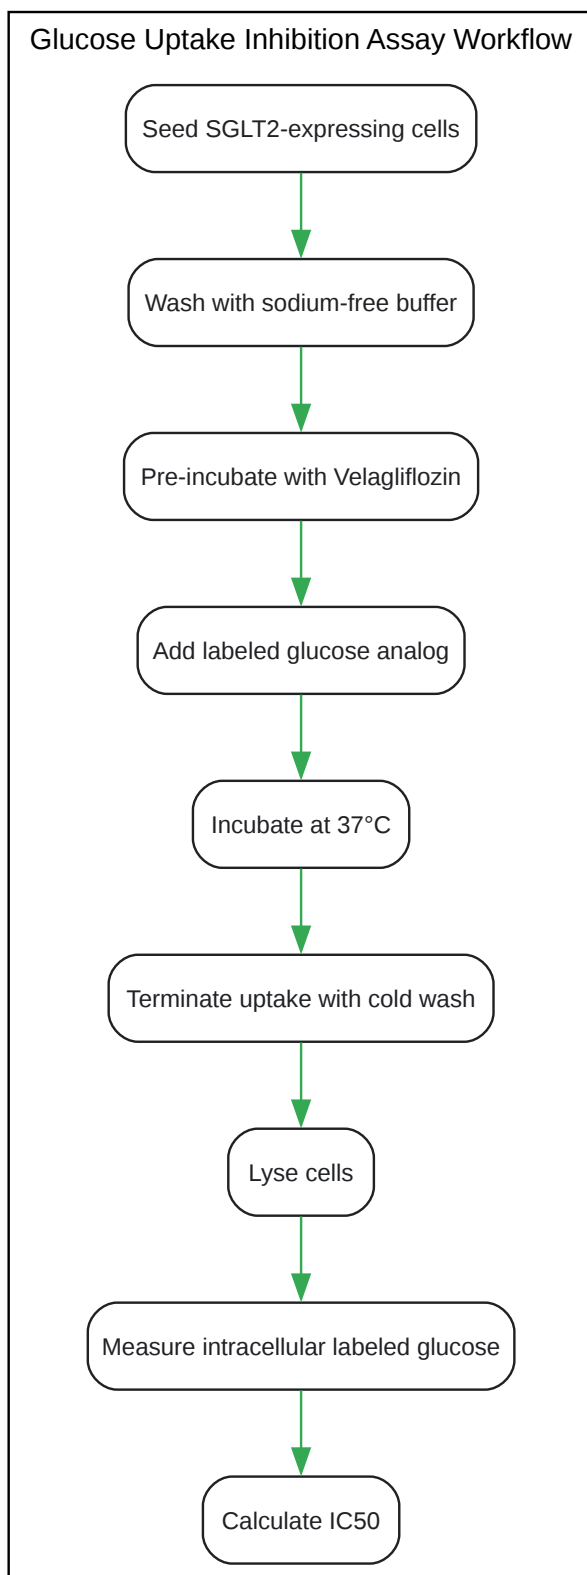 Glucose Uptake Inhibition Assay Workflow
Seed SGLT2-expressing cells
Wash with sodium-free buffer
Pre-incubate with Velagliflozin
Add labeled glucose analog
Incubate at 37°C
Terminate uptake with cold wash
Lyse cells
Measure intracellular labeled glucose
Calculate IC50